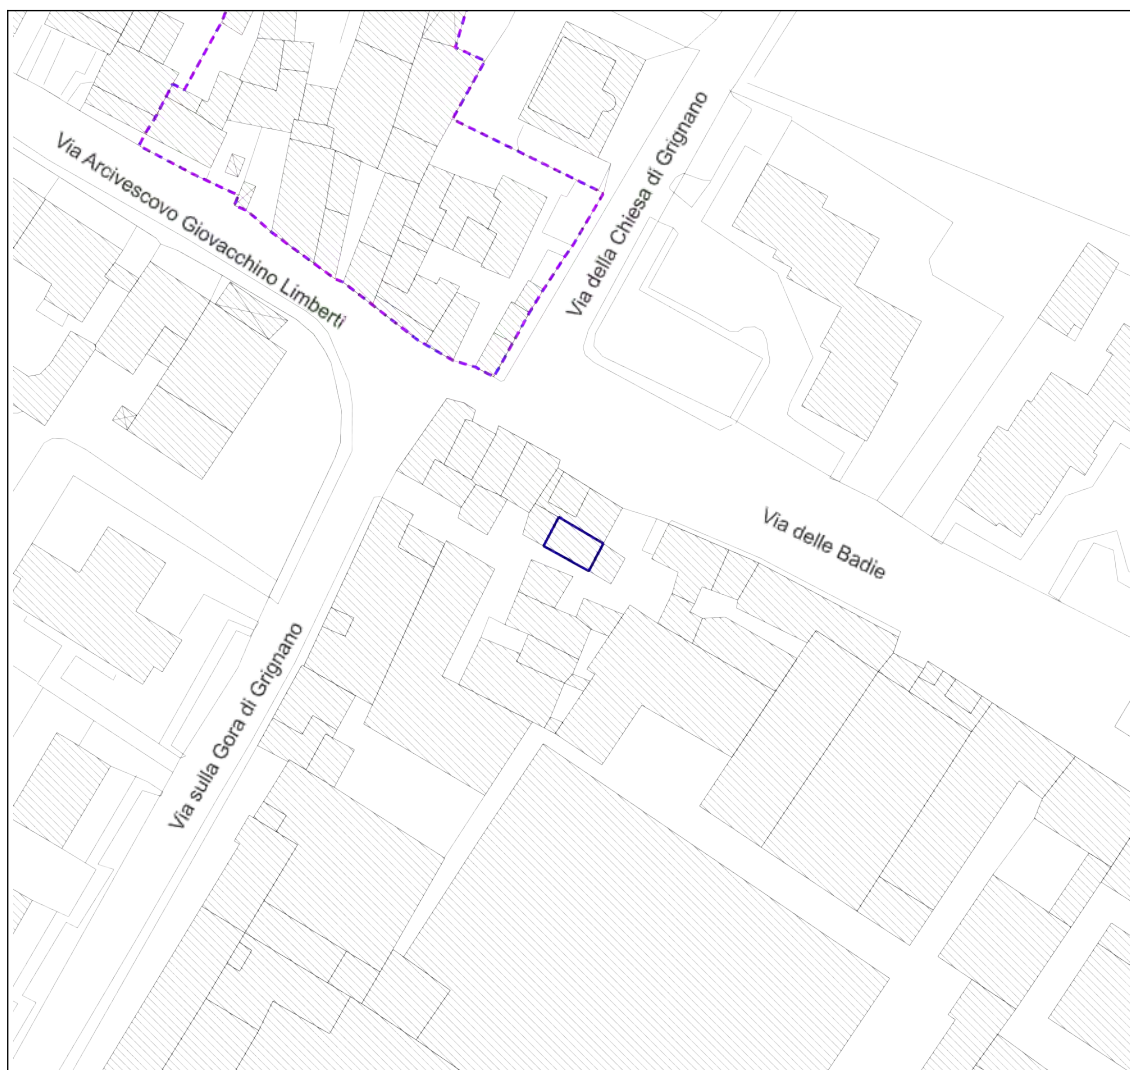 Via Arcivescovo Giovacchino Limberti
Via della Chiesa di Grignano
Via delle Badie
Via sulla Gora di Grignano